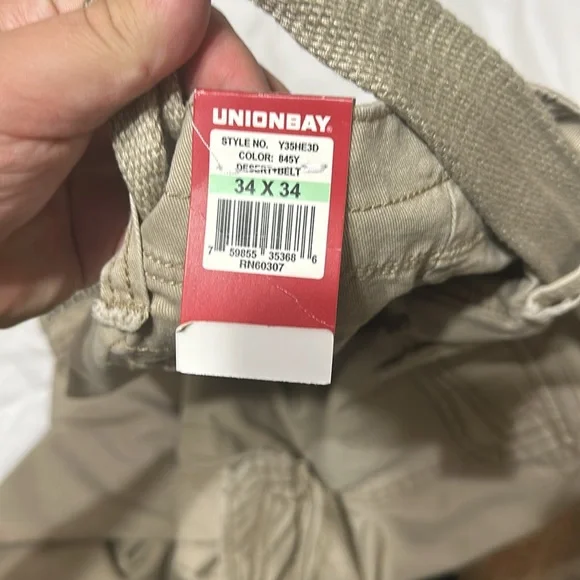 UNIONBAY®
STYLE NO. Y35HE3D
COLOR: 845Y
DESERT+BELT
34 X 34
7 59855 35368 6
RN60307